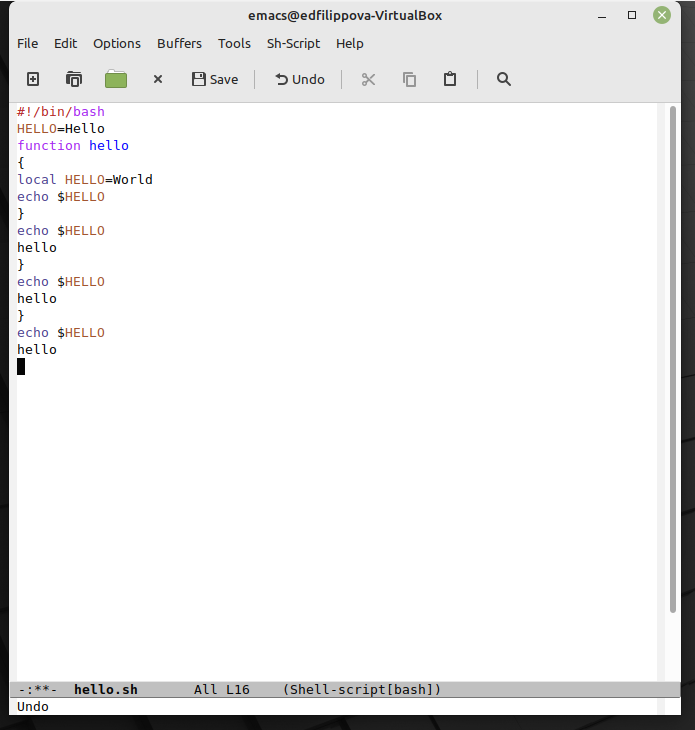 emacs@edfilippova-VirtualBox
File Edit Options Buffers Tools Sh-Script Help
Save Undo
#!/bin/bash
HELLO=Hello
function hello
{
local HELLO=World
echo $HELLO
}
echo $HELLO
hello
}
echo $HELLO
hello
}
echo $HELLO
hello
-:**- hello.sh All L16 (Shell-script[bash])
Undo